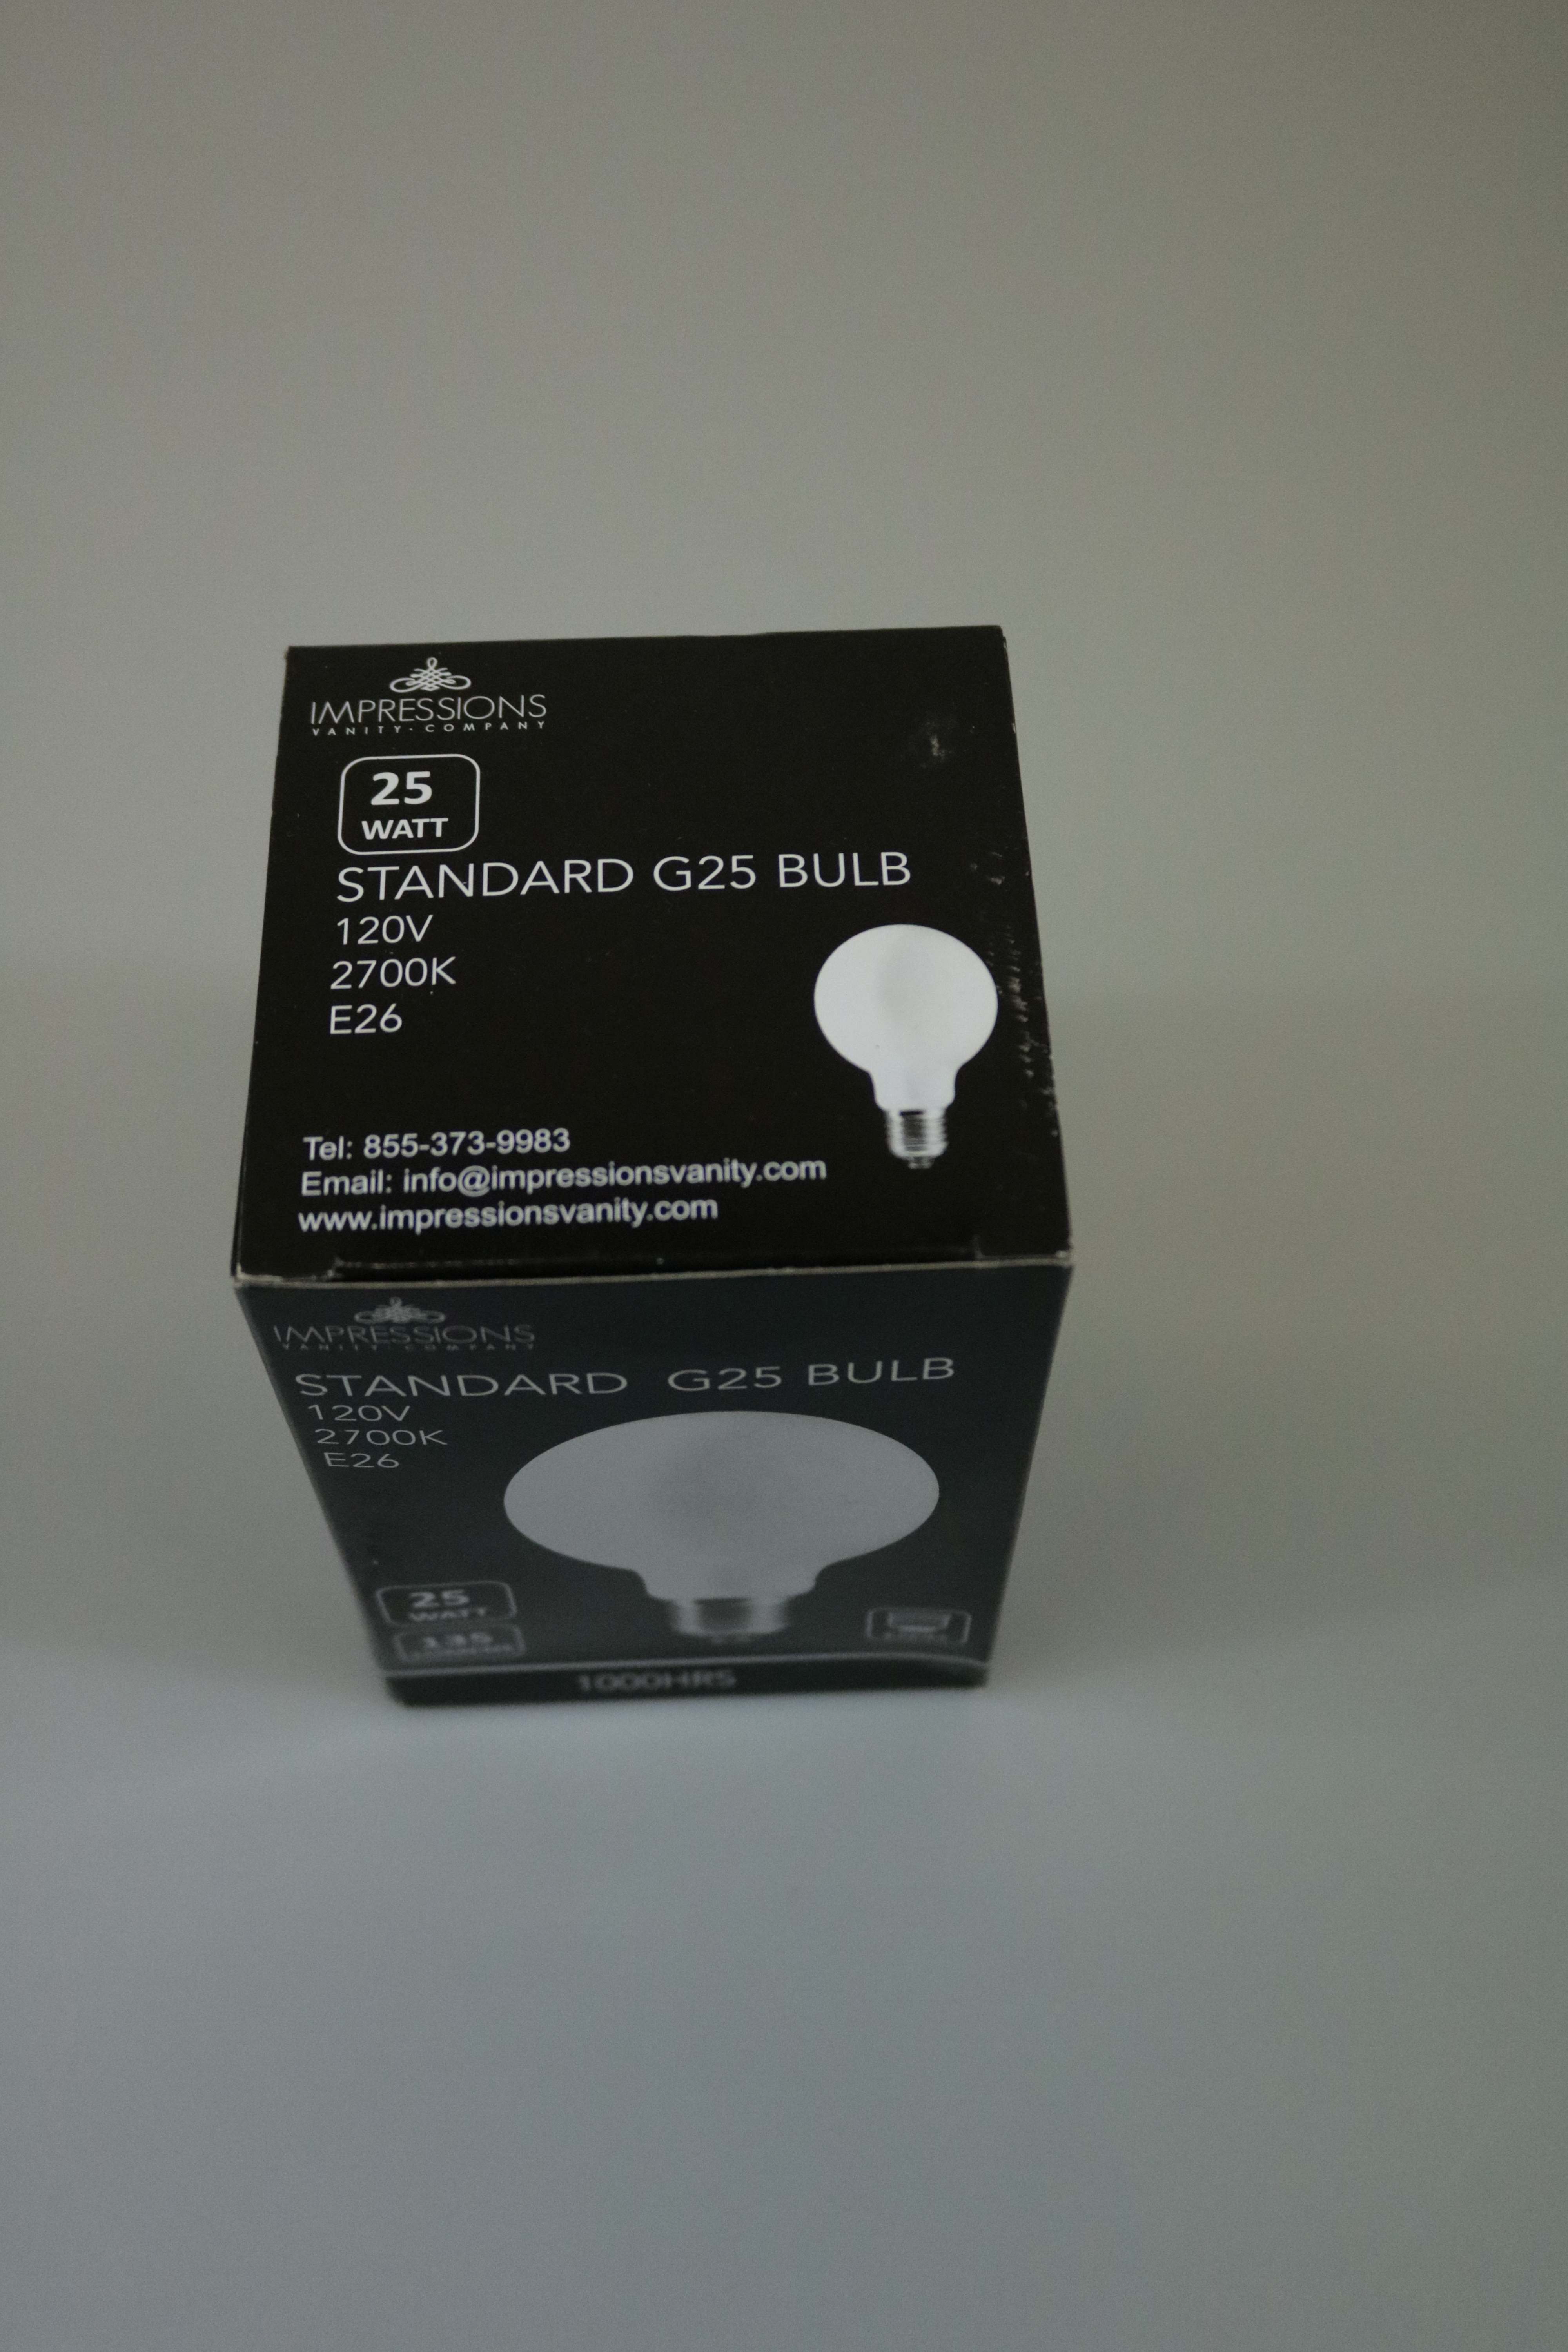 IMPRESSIONS
VANITY·COMPANY
25
WATT
STANDARD G25 BULB
120V
2700K
E26
Tel: 855-373-9983
Email: info@impressionsvanity.com
www.impressionsvanity.com
IMPRESSIONS
VANITY·COMPANY
STANDARD G25 BULB
120V
2700K
E26
25
WATT
135
1000HRS